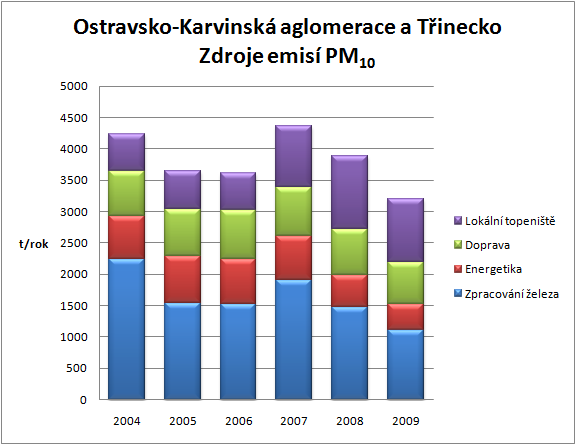 Ostravsko-Karvinská aglomerace a Třinecko
Zdroje emisí PM10
5000
4500
4000
3500
3000
2500
2000
1500
1000
500
0
t/rok
2004 2005 2006 2007 2008 2009
Lokální topeniště
Doprava
Energetika
Zpracování železa